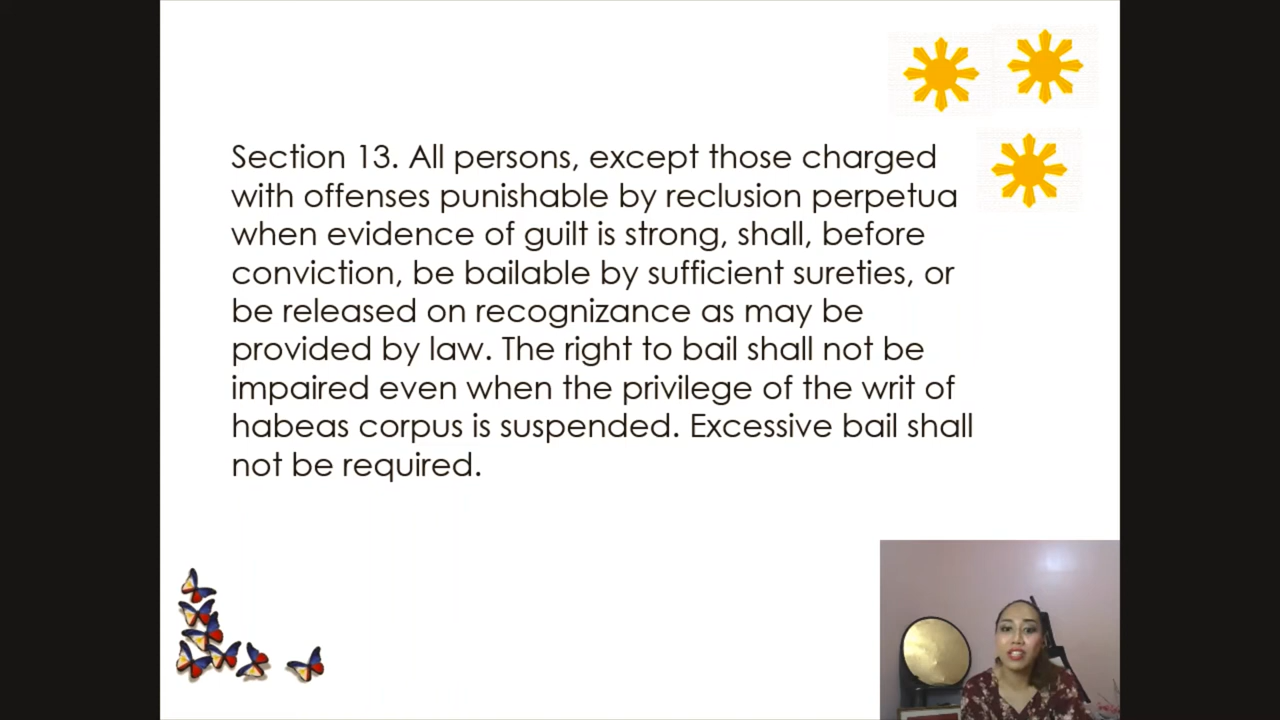 Section 13. All persons, except those charged
with offenses punishable by reclusion perpetua
when evidence of guilt is strong, shall, before
conviction, be bailable by sufficient sureties, or
be released on recognizance as may be
provided by law. The right to bail shall not be
impaired even when the privilege of the writ of
habeas corpus is suspended. Excessive bail shall
not be required.